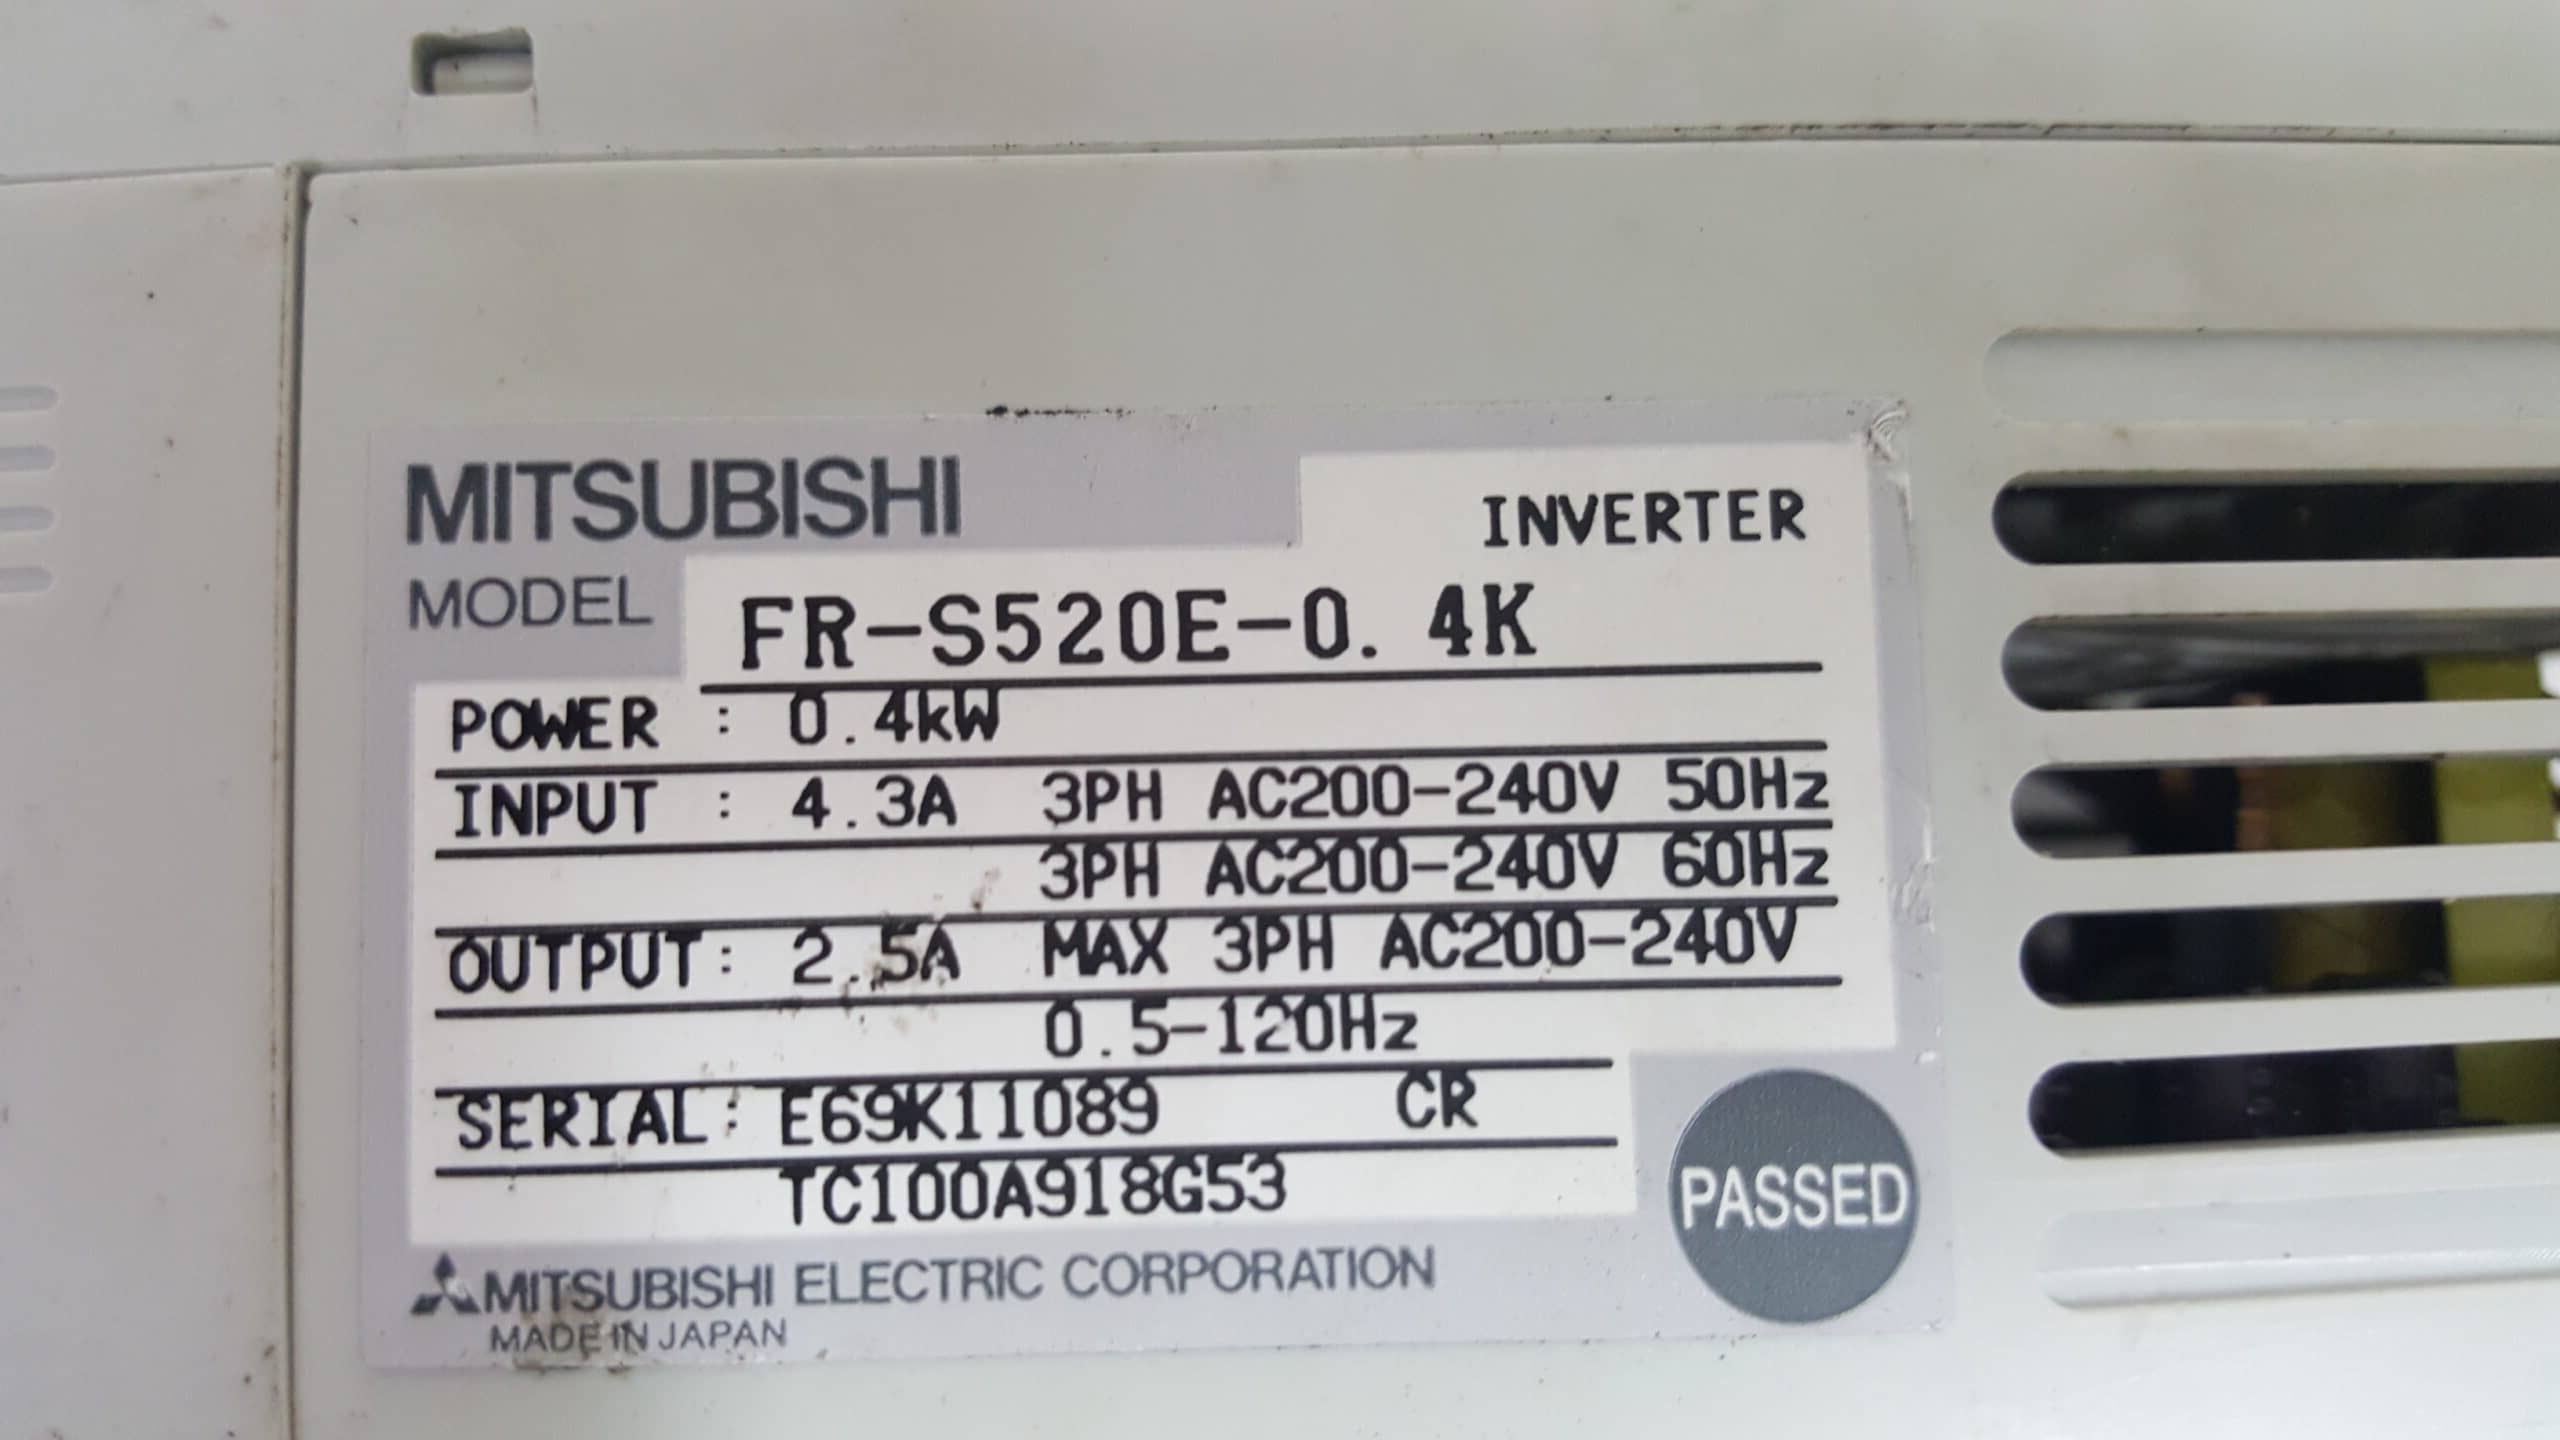 MITSUBISHI
INVERTER
MODEL FR-S520E-0.4K
POWER : 0.4kW
INPUT : 4.3A 3PH AC200-240V 50Hz
3PH AC200-240V 60Hz
OUTPUT: 2.5A MAX 3PH AC200-240V
0.5-120Hz
SERIAL: E69K11089 CR
TC100A918G53
PASSED
MITSUBISHI ELECTRIC CORPORATION
MADE IN JAPAN